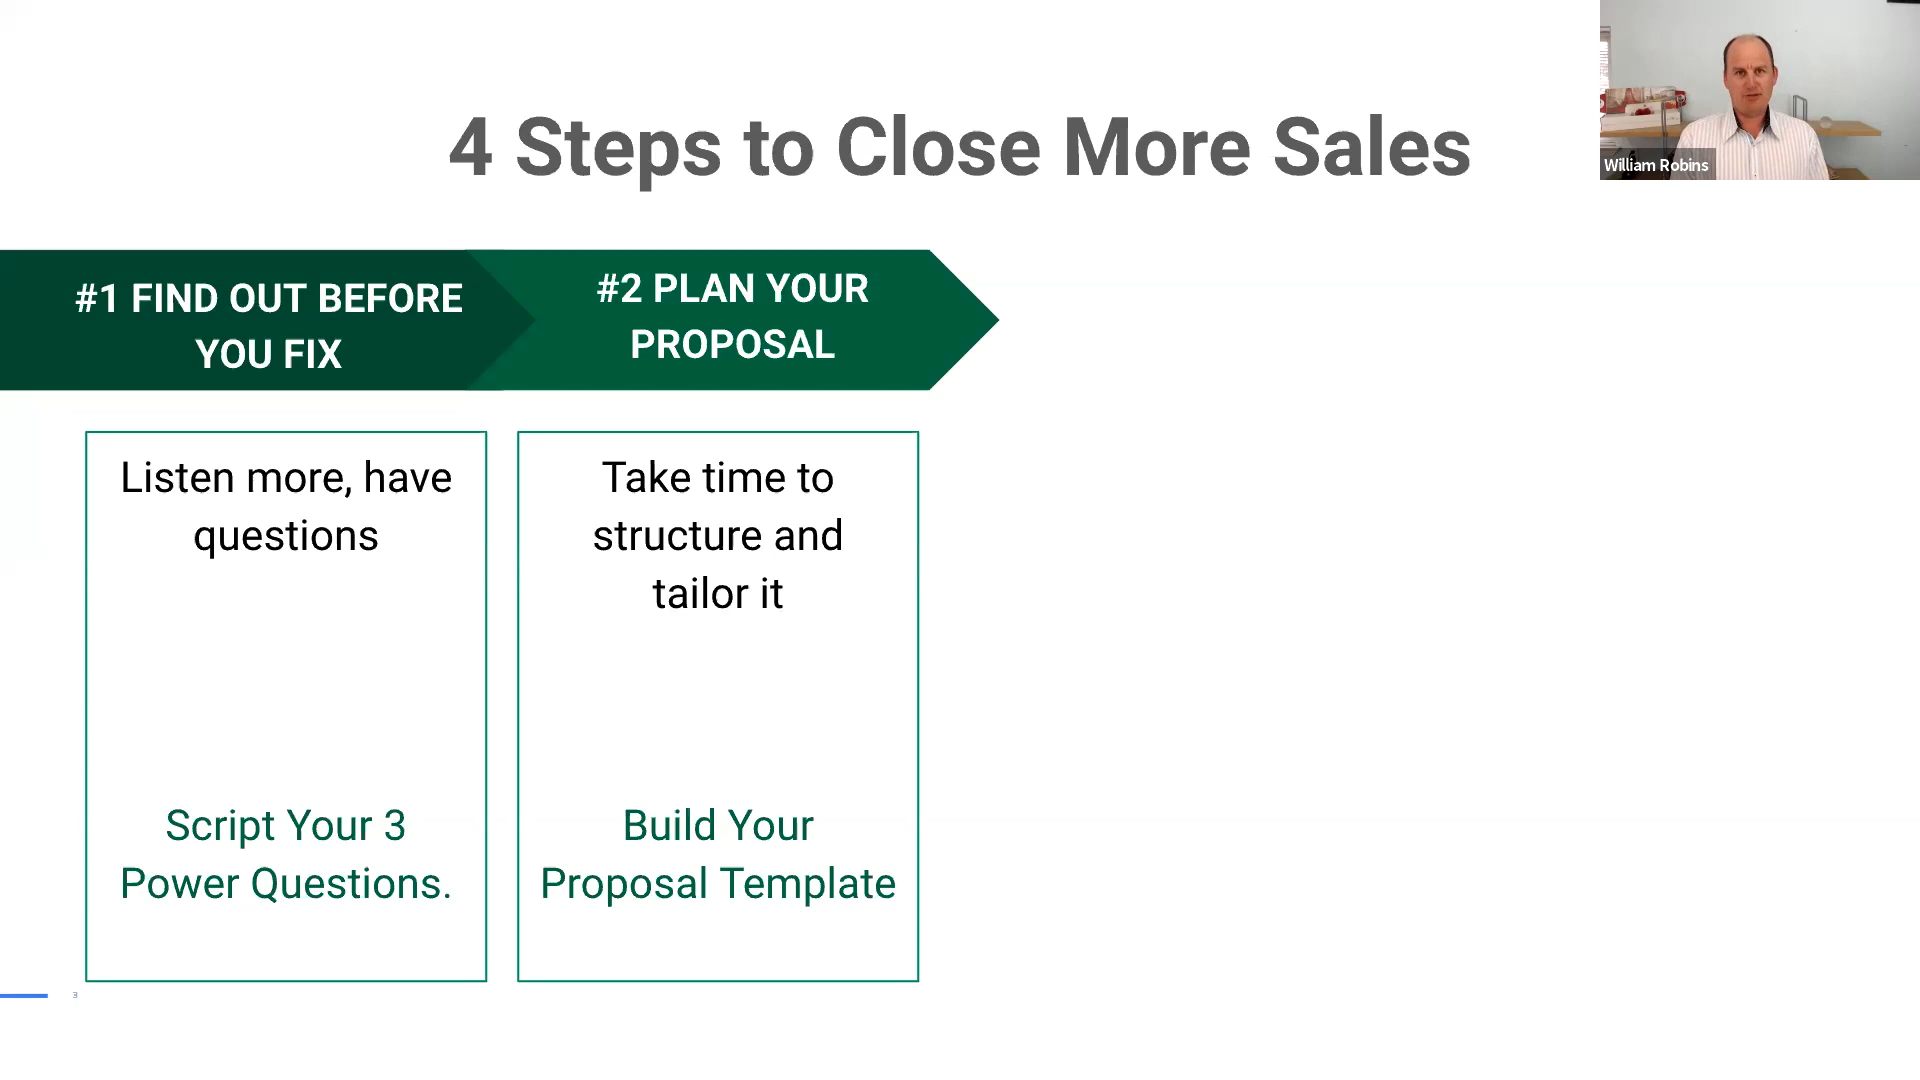 4 Steps to Close More Sales
William Robins
#1 FIND OUT BEFORE
YOU FIX
#2 PLAN YOUR
PROPOSAL
Listen more, have
questions
Script Your 3
Power Questions.
Take time to
structure and
tailor it
Build Your
Proposal Template
3